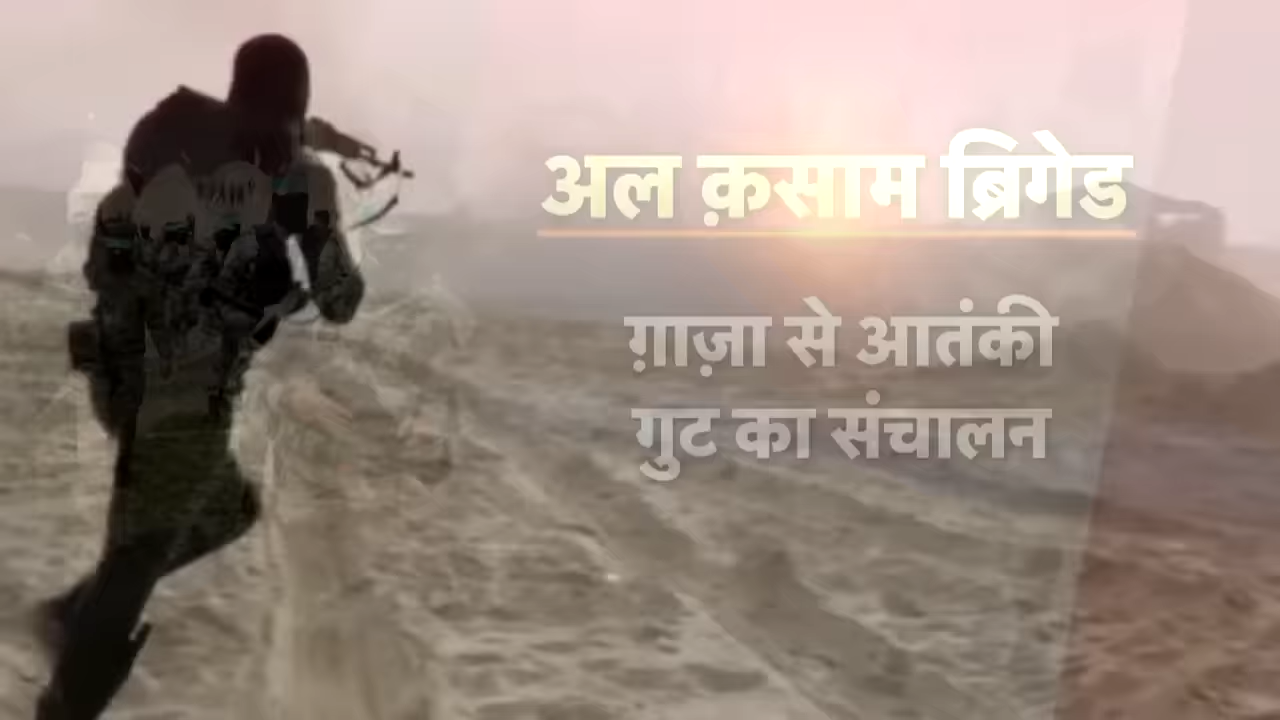 अल क़साम ब्रिगेड
ग़ाज़ा से आतंकी
गुट का संचालन